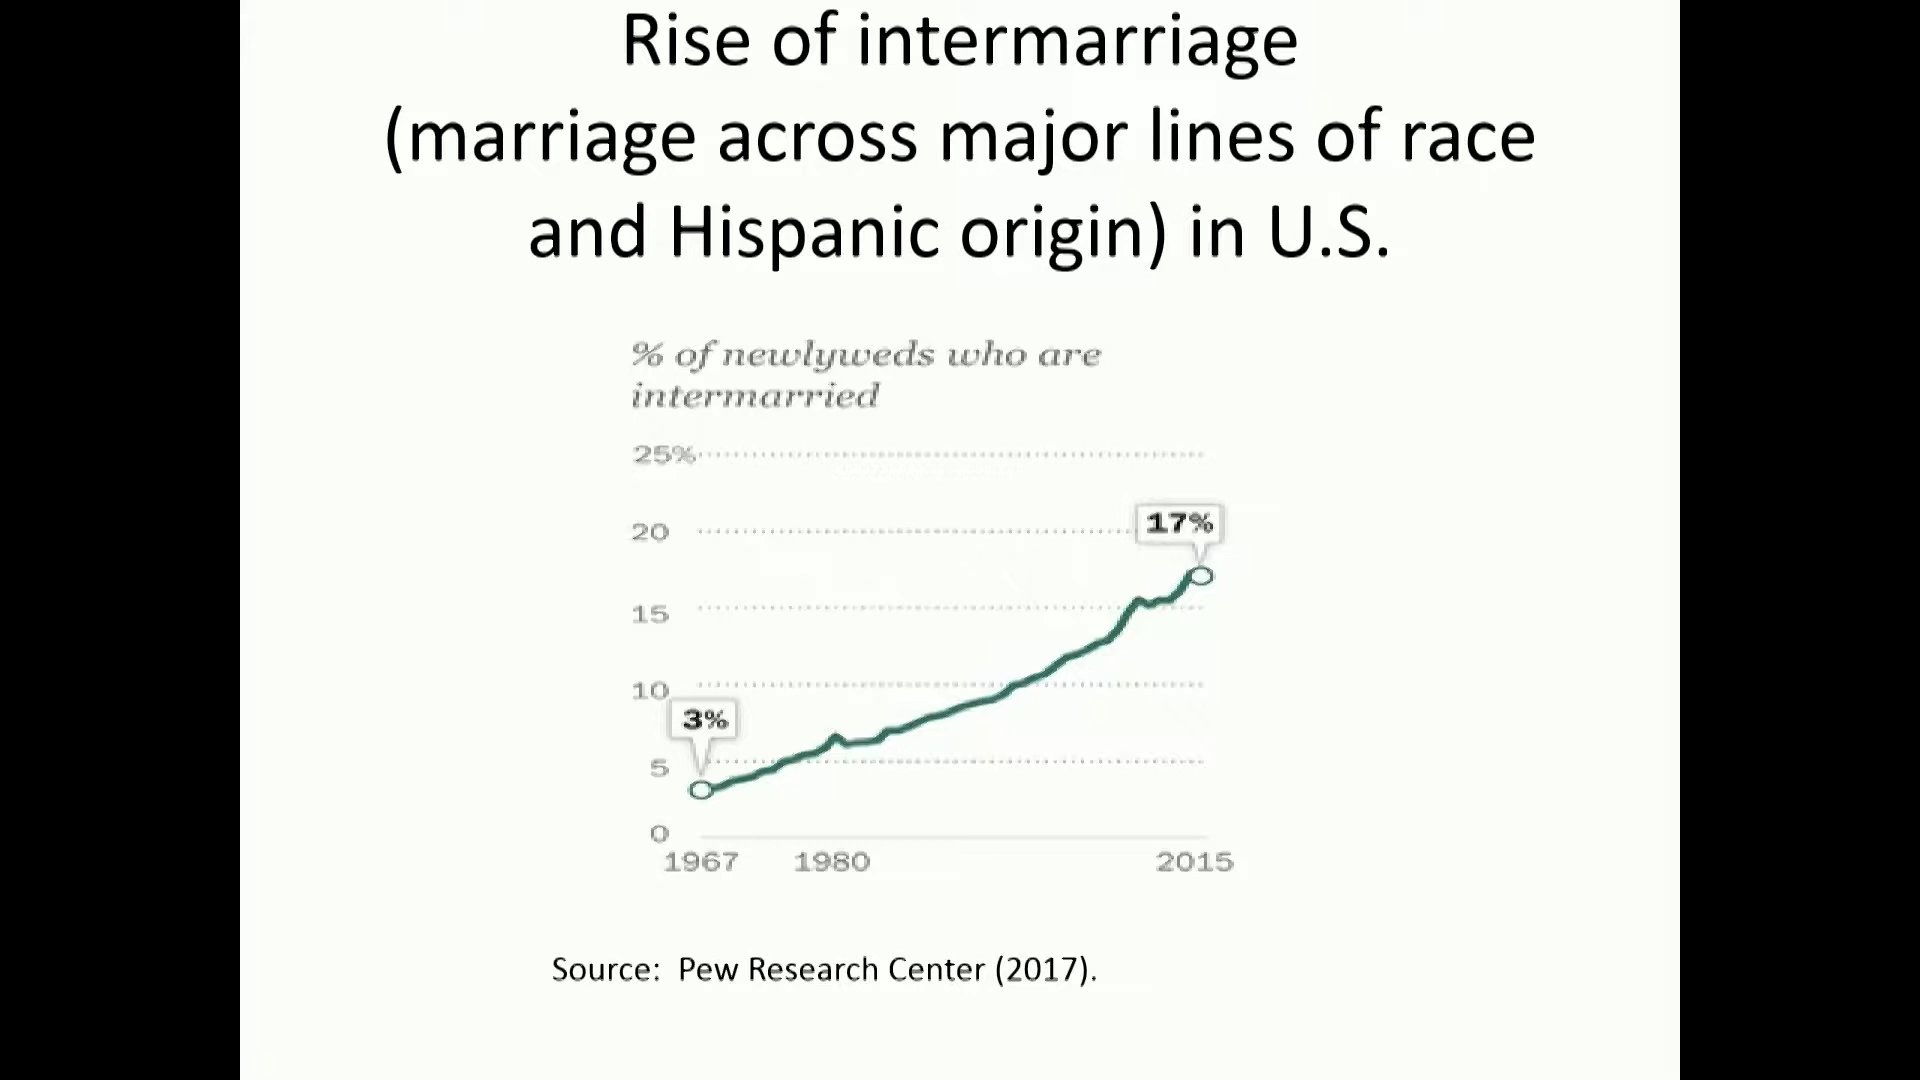 Rise of intermarriage
(marriage across major lines of race
and Hispanic origin) in U.S.
% of newlyweds who are
intermarried
25%
20
17%
15
10
3%
5
0
1967 1980 2015
Source: Pew Research Center (2017).